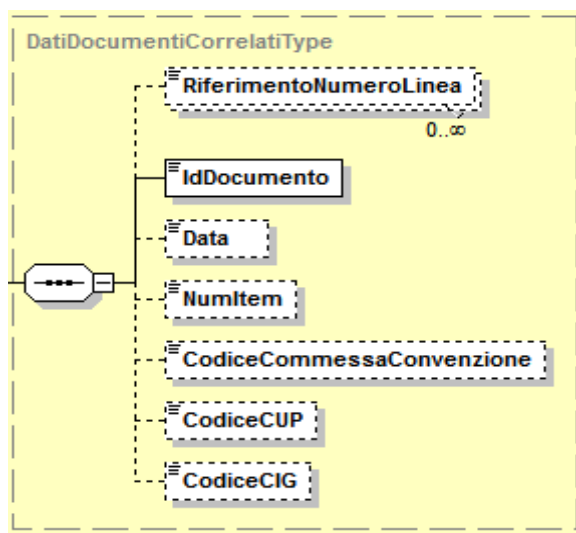 DatiDocumentiCorrelatiType
RiferimentoNumeroLinea
0..∞
IdDocumento
Data
NumItem
CodiceCommessaConvenzione
CodiceCUP
CodiceCIG